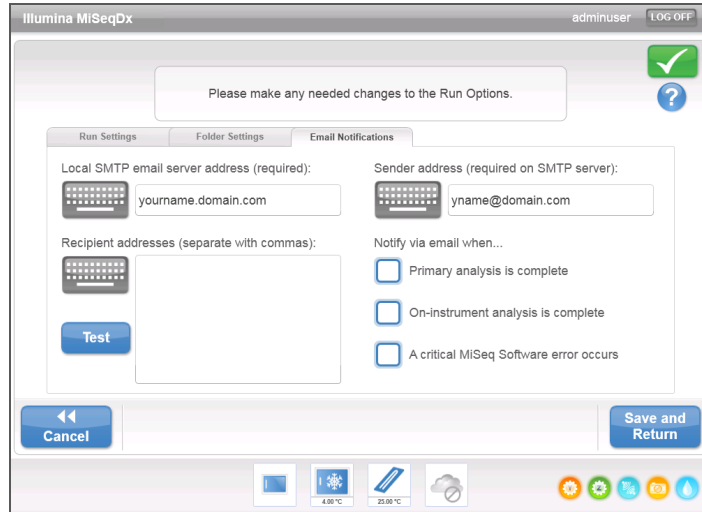 Illumina MiSeqDx
adminuser
LOG OFF
Please make any needed changes to the Run Options.
?
Run Settings
Folder Settings
Email Notifications
Local SMTP email server address (required):
Sender address (required on SMTP server):
yourname.domain.com
yname@domain.com
Recipient addresses (separate with commas):
Notify via email when...
Primary analysis is complete
On-instrument analysis is complete
Test
A critical MiSeq Software error occurs
Cancel
Save and
Return
4.00 °C
25.00 °C